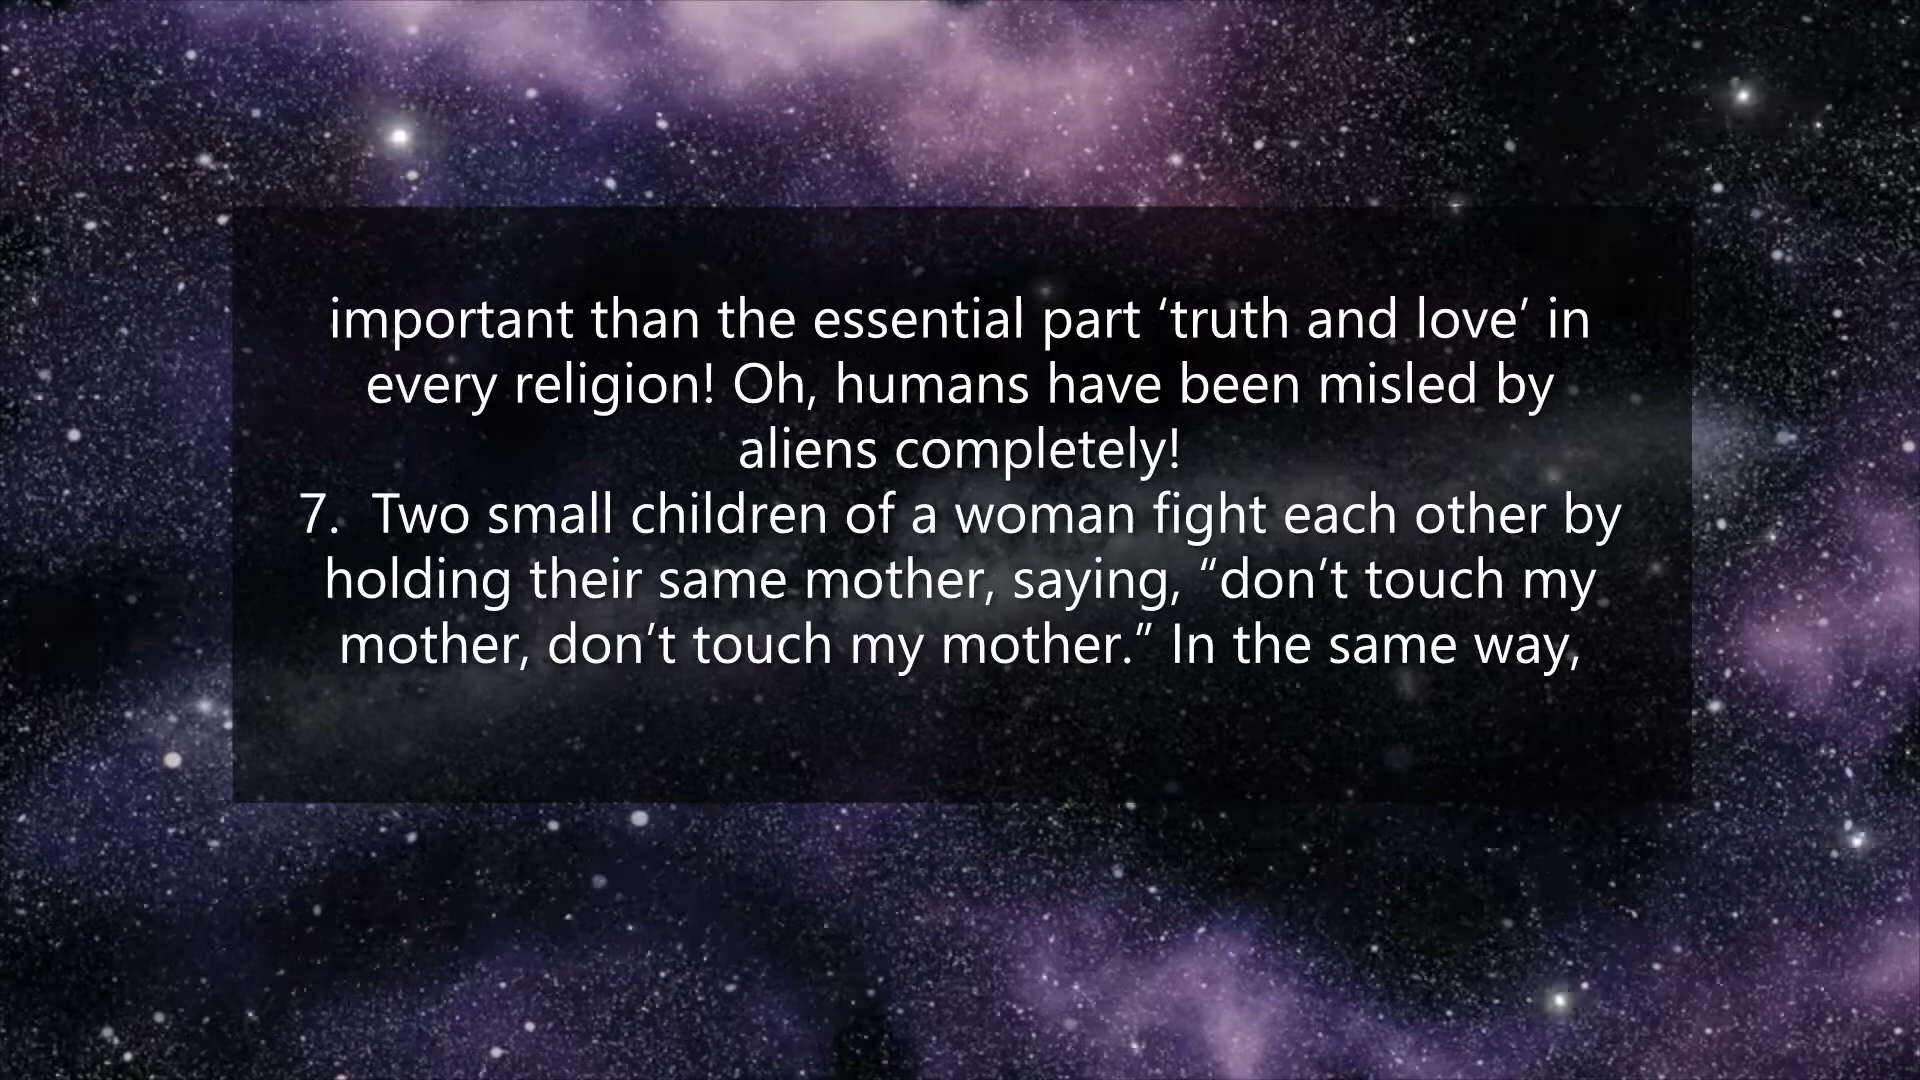 important than the essential part ‘truth and love’ in
every religion! Oh, humans have been misled by
aliens completely!
7.  Two small children of a woman fight each other by
holding their same mother, saying, “don’t touch my
mother, don’t touch my mother.” In the same way,